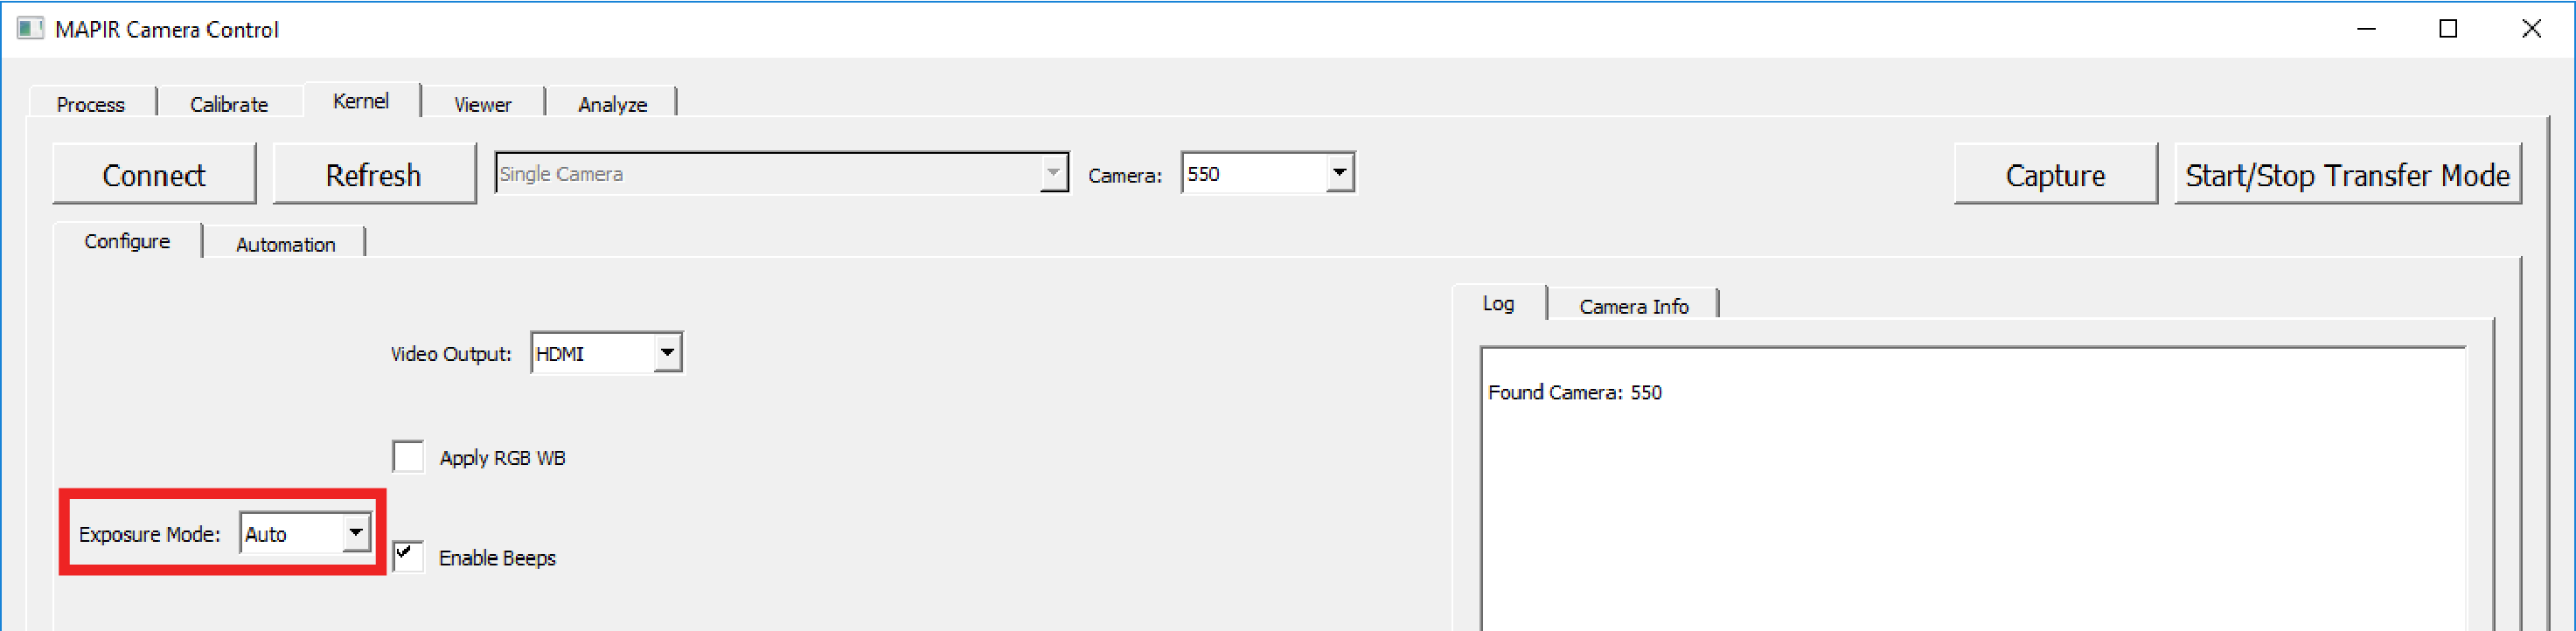 MAPIR Camera Control
Process Calibrate Kernel Viewer Analyze
Connect Refresh Single Camera Camera: 550 Capture Start/Stop Transfer Mode
Configure Automation
Log Camera Info
Video Output: HDMI
Found Camera: 550
Apply RGB WB
Exposure Mode: Auto
Enable Beeps